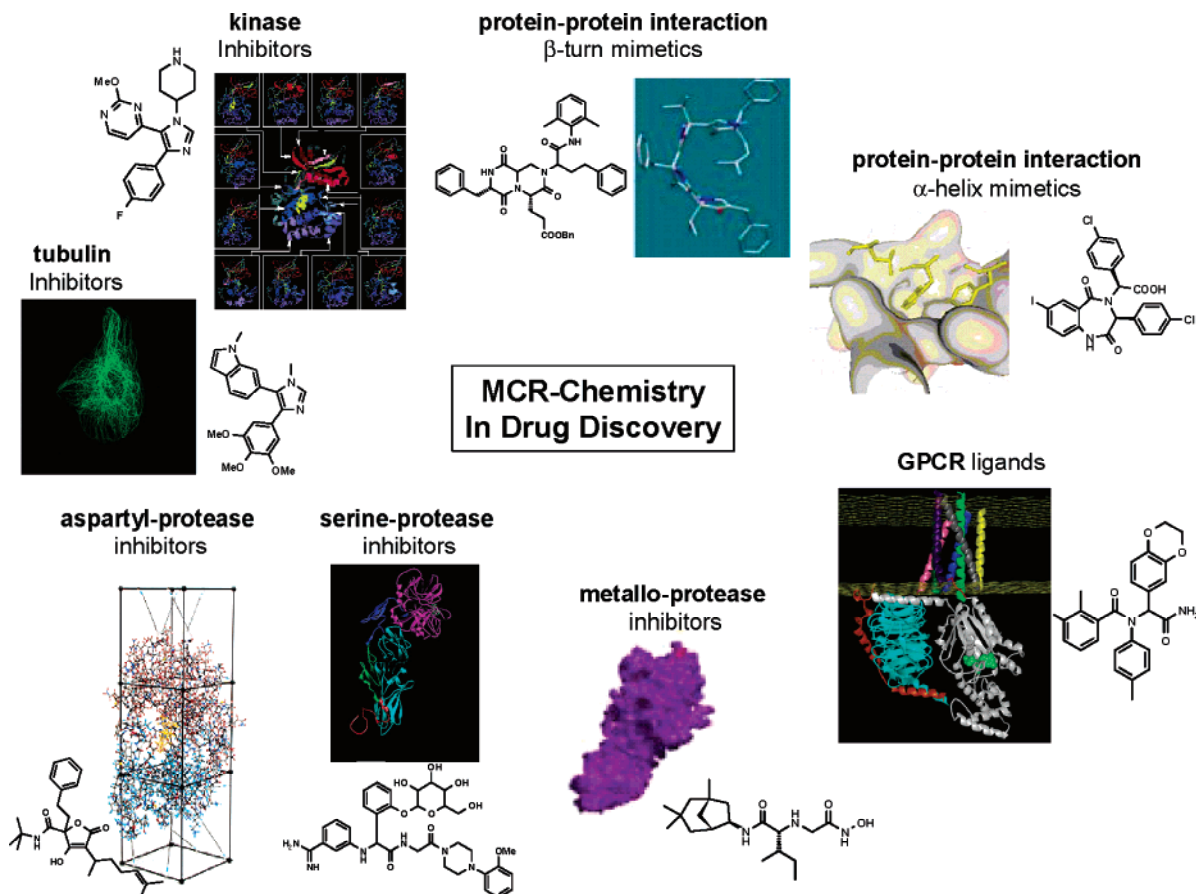 kinase
Inhibitors
protein-protein interaction
β-turn mimetics
protein-protein interaction
α-helix mimetics
tubulin
Inhibitors
MCR-Chemistry
In Drug Discovery
GPCR ligands
aspartyl-protease
inhibitors
serine-protease
inhibitors
metallo-protease
inhibitors
H
N
MeO
N
N
N
N
F
O
NH
O
HN
N
N
O
O
COOBn
Cl
COOH
O
I
N
Cl
N
H
O
N
N
N
MeO
MeO
OMe
O
O
O
N
NH₂
O
O
O
O
N
H
HO
OH
HO
OH
O
O
OH
H₂N
NH
N
H
O
H
N
O
N
N
OMe
O
N
H
H
N
O
N
H
OH